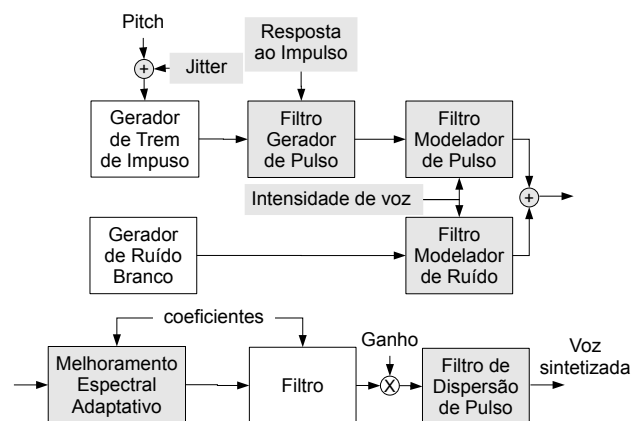 Pitch
+
Jitter
Resposta
ao Impulso
Gerador
de Trem
de Impuso
Filtro
Gerador
de Pulso
Filtro
Modelador
de Pulso
Intensidade de voz
+
Gerador
de Ruído
Branco
Filtro
Modelador
de Ruído
coeficientes
Melhoramento
Espectral
Adaptativo
Filtro
Ganho
X
Filtro de
Dispersão
de Pulso
Voz
sintetizada